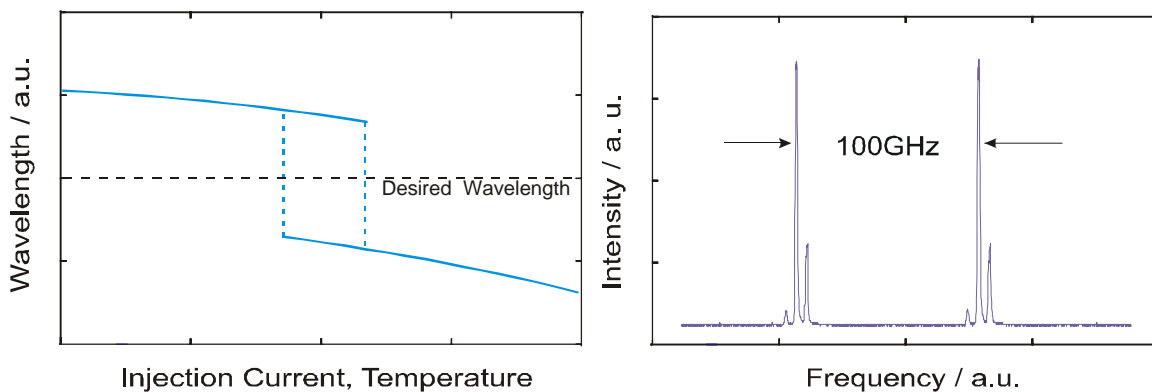 Wavelength / a.u.
Desired Wavelength
Injection Current, Temperature
Intensity / a. u.
100GHz
Frequency / a.u.